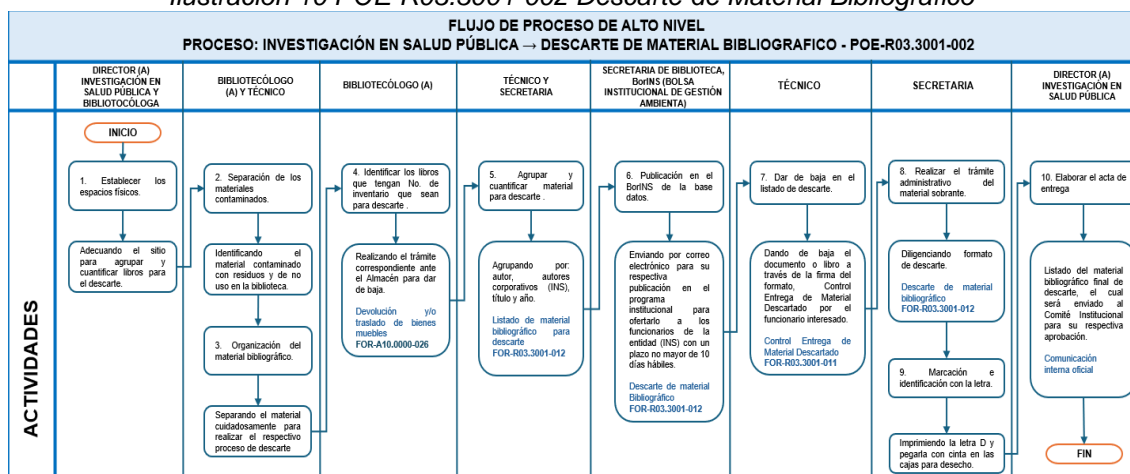 Ilustración 10 POE-R03.3001-002 Descarte de Material Bibliográfico
FLUJO DE PROCESO DE ALTO NIVEL
PROCESO: INVESTIGACIÓN EN SALUD PÚBLICA → DESCARTE DE MATERIAL BIBLIOGRAFICO - POE-R03.3001-002
DIRECTOR (A)
INVESTIGACIÓN EN
SALUD PÚBLICA Y
BIBLIOTOCÓLOGA
BIBLIOTECÓLOGO
(A) Y TÉCNICO
BIBLIOTECÓLOGO (A)
TÉCNICO Y
SECRETARIA
SECRETARIA DE BIBLIOTECA,
BorINS (BOLSA
INSTITUCIONAL DE GESTIÓN
AMBIENTA)
TÉCNICO
SECRETARIA
DIRECTOR (A)
INVESTIGACIÓN EN
SALUD PÚBLICA
ACTIVIDADES
INICIO
1. Establecer los
espacios físicos.
Adecuando el sitio
para agrupar y
cuantificar libros para
el descarte.
2. Separación de los
materiales
contaminados.
Identificando el
material contaminado
con residuos y de no
uso en la biblioteca.
3. Organización del
material bibliográfico.
Separando el material
cuidadosamente para
realizar el respectivo
proceso de descarte
4. Identificar los libros
que tengan No. de
inventario que sean
para descarte .
Realizando el trámite
correspondiente ante
el Almacén para dar
de baja.
Devolución y/o
traslado de bienes
muebles
FOR-A10.0000-026
5. Agrupar y
cuantificar material
para descarte .
Agrupando por:
autor, autores
corporativos (INS),
título y año.
Listado de material
bibliográfico para
descarte
FOR-R03.3001-012
6. Publicación en el
BorINS de la base
datos.
Enviando por correo
electrónico para su
respectiva
publicación en el
programa
institucional para
ofertarlo a los
funcionarios de la
entidad (INS) con un
plazo no mayor de 10
días hábiles.
Descarte de material
Bibliográfico
FOR-R03.3001-012
7. Dar de baja en el
listado de descarte.
Dando de baja el
documento o libro a
través de la firma del
formato, Control
Entrega de Material
Descartado por el
funcionario interesado.
Control Entrega de
Material Descartado
FOR-R03.3001-011
8. Realizar el trámite
administrativo del
material sobrante.
Diligenciando formato
de descarte.
Descarte de material
bibliográfico
FOR-R03.3001-012
9. Marcación e
identificación con la letra.
Imprimiendo la letra D y
pegarla con cinta en las
cajas para desecho.
10. Elaborar el acta de
entrega
Listado del material
bibliográfico final de
descarte, el cual
será enviado al
Comité Institucional
para su respectiva
aprobación.
Comunicación
interna oficial
FIN